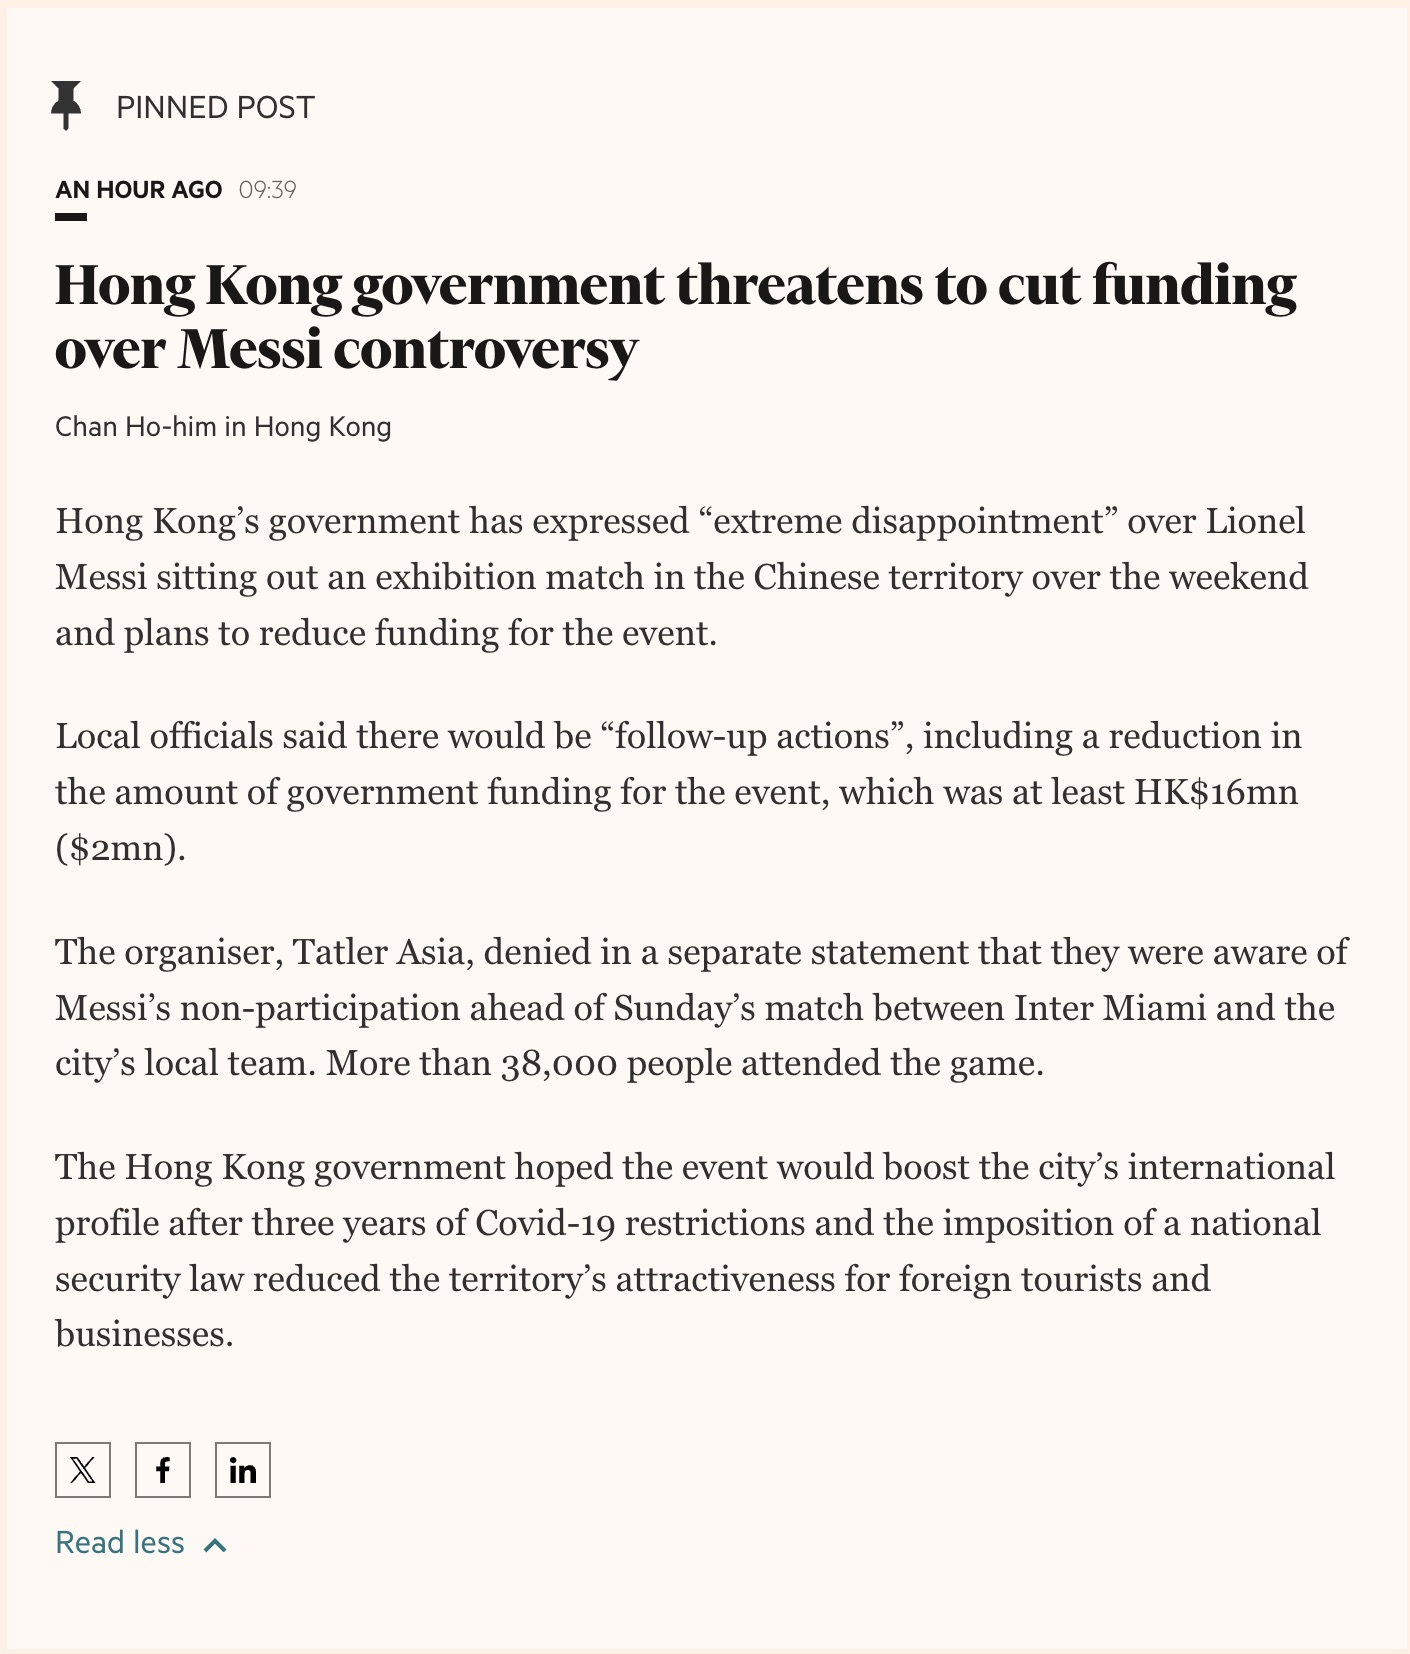 PINNED POST
AN HOUR AGO 09:39
Hong Kong government threatens to cut funding
over Messi controversy
Chan Ho-him in Hong Kong
Hong Kong’s government has expressed “extreme disappointment” over Lionel
Messi sitting out an exhibition match in the Chinese territory over the weekend
and plans to reduce funding for the event.
Local officials said there would be “follow-up actions”, including a reduction in
the amount of government funding for the event, which was at least HK$16mn
($2mn).
The organiser, Tatler Asia, denied in a separate statement that they were aware of
Messi’s non-participation ahead of Sunday’s match between Inter Miami and the
city’s local team. More than 38,000 people attended the game.
The Hong Kong government hoped the event would boost the city’s international
profile after three years of Covid-19 restrictions and the imposition of a national
security law reduced the territory’s attractiveness for foreign tourists and
businesses.
X f in
Read less